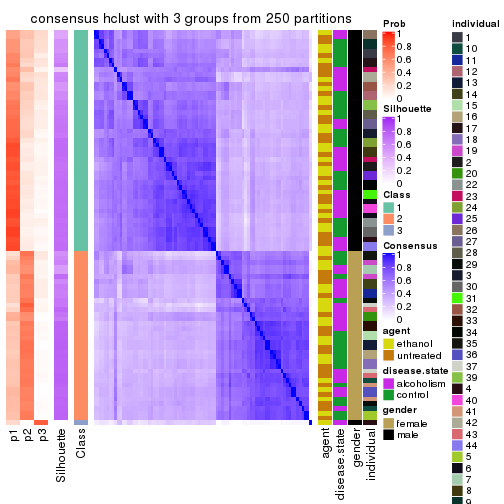 consensus hclust with 3 groups from 250 partitions
p1
p2
p3
Silhouette
Class
agent
disease.state
gender
individual
Prob
1
0.8
0.6
0.4
0.2
0
Silhouette
1
0.8
0.6
0.4
0.2
0
Class
1
2
3
Consensus
1
0.8
0.6
0.4
0.2
0
agent
ethanol
untreated
disease.state
alcoholism
control
gender
female
male
individual
1
10
11
12
13
14
15
16
17
18
19
2
20
22
23
24
25
26
27
28
29
3
30
31
32
33
34
35
36
37
39
4
40
41
42
43
44
5
6
7
8
9